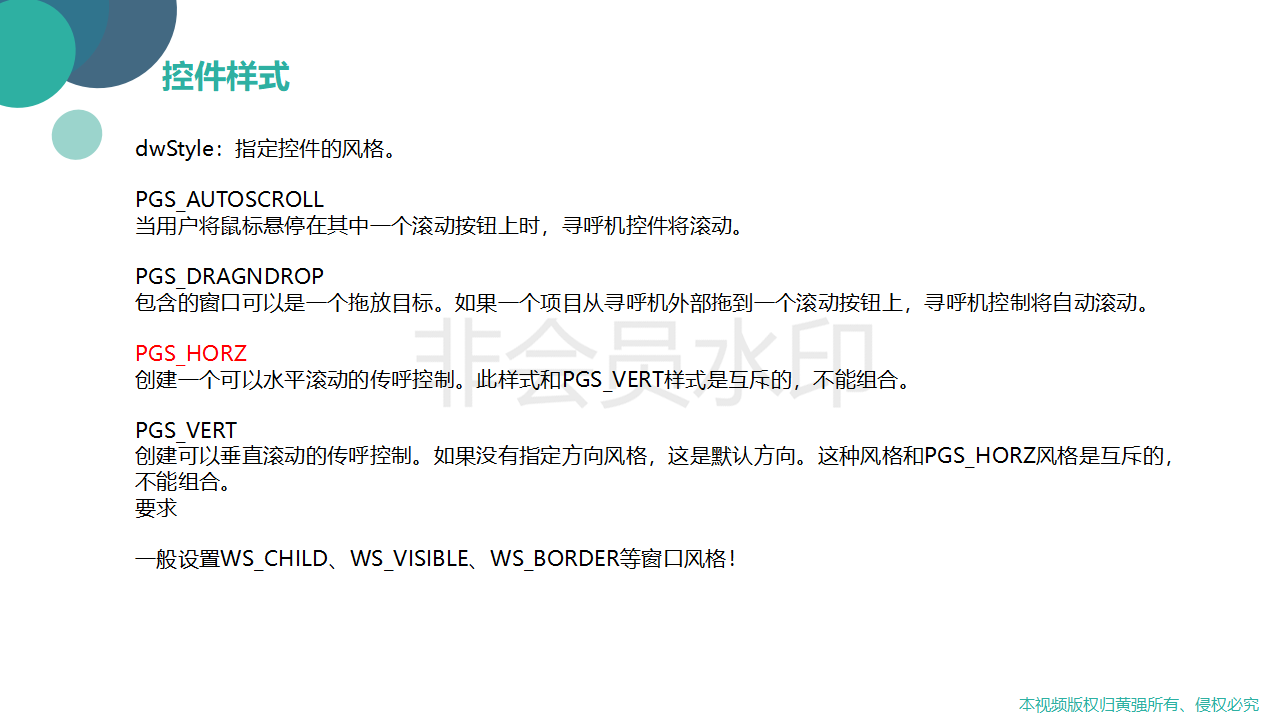 控件样式
dwStyle：指定控件的风格。
PGS_AUTOSCROLL
当用户将鼠标悬停在其中一个滚动按钮上时，寻呼机控件将滚动。
PGS_DRAGNDROP
包含的窗口可以是一个拖放目标。如果一个项目从寻呼机外部拖到一个滚动按钮上，寻呼机控制将自动滚动。
非会员水印
PGS_HORZ
创建一个可以水平滚动的传呼控制。此样式和PGS_VERT样式是互斥的，不能组合。
PGS_VERT
创建可以垂直滚动的传呼控制。如果没有指定方向风格，这是默认方向。这种风格和PGS_HORZ风格是互斥的，
不能组合。
要求
一般设置WS_CHILD、WS_VISIBLE、WS_BORDER等窗口风格！
本视频版权归黄强所有、侵权必究